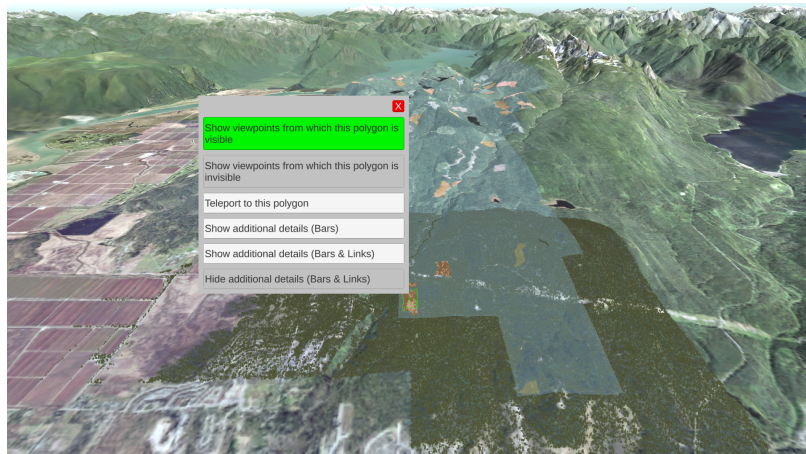 X
Show viewpoints from which this polygon is
visible
Show viewpoints from which this polygon is
invisible
Teleport to this polygon
Show additional details (Bars)
Show additional details (Bars & Links)
Hide additional details (Bars & Links)